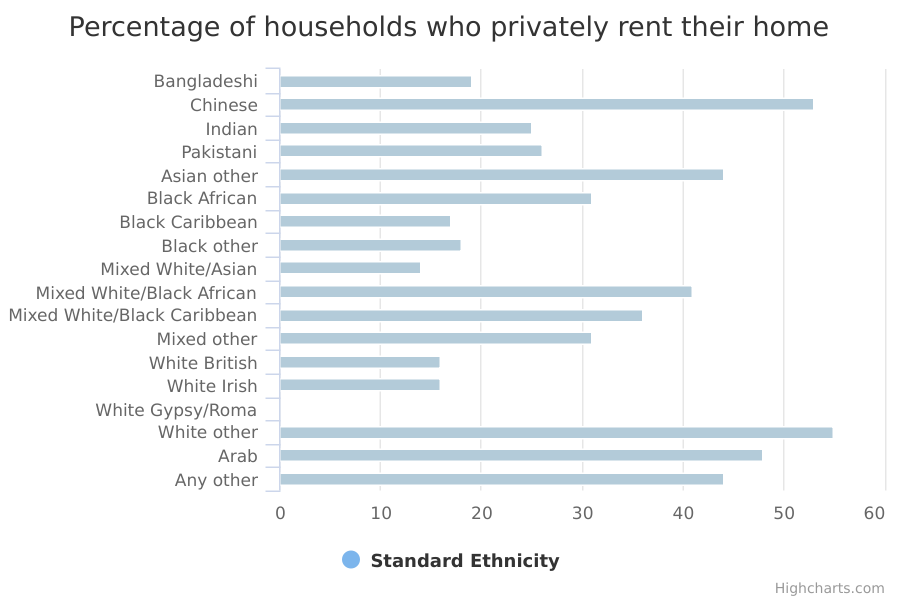 Percentage of households who privately rent their home
Bangladeshi
Chinese
Indian
Pakistani
Asian other
Black African
Black Caribbean
Black other
Mixed White/Asian
Mixed White/Black African
Mixed White/Black Caribbean
Mixed other
White British
White Irish
White Gypsy/Roma
White other
Arab
Any other
0 10 20 30 40 50 60
Standard Ethnicity
Highcharts.com